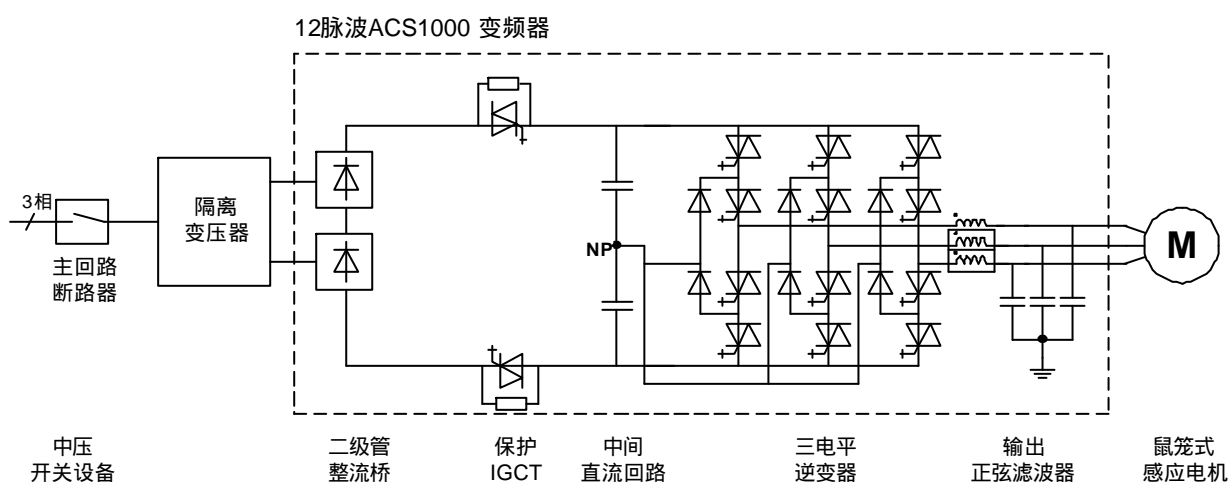 12脉波ACS1000 变频器
3相
隔离
变压器
主回路
断路器
NP
M
中压
开关设备
二级管
整流桥
保护
IGCT
中间
直流回路
三电平
逆变器
输出
正弦滤波器
鼠笼式
感应电机